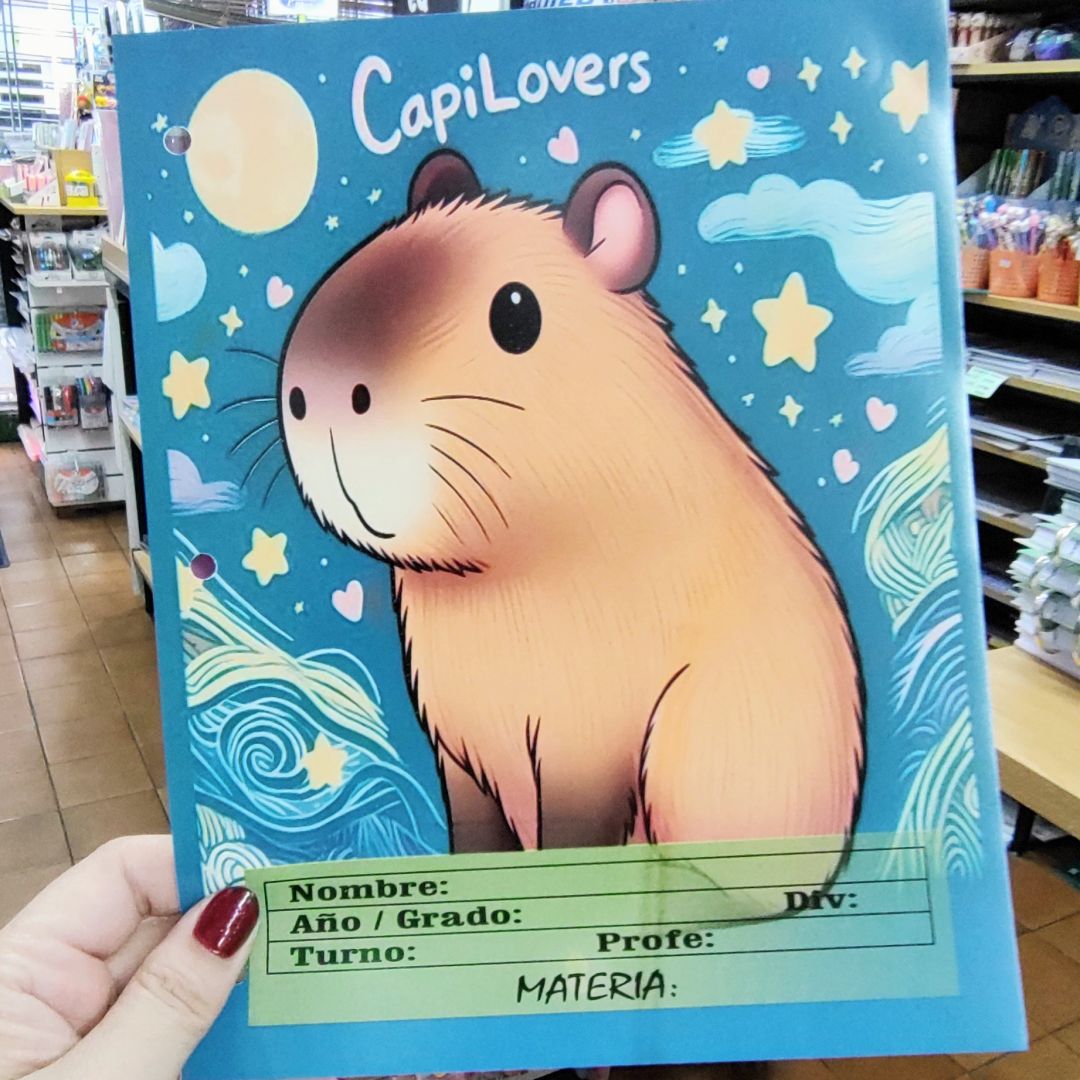 CapiLovers
Nombre:
Año / Grado: Div:
Turno: Profe:
MATERIA: